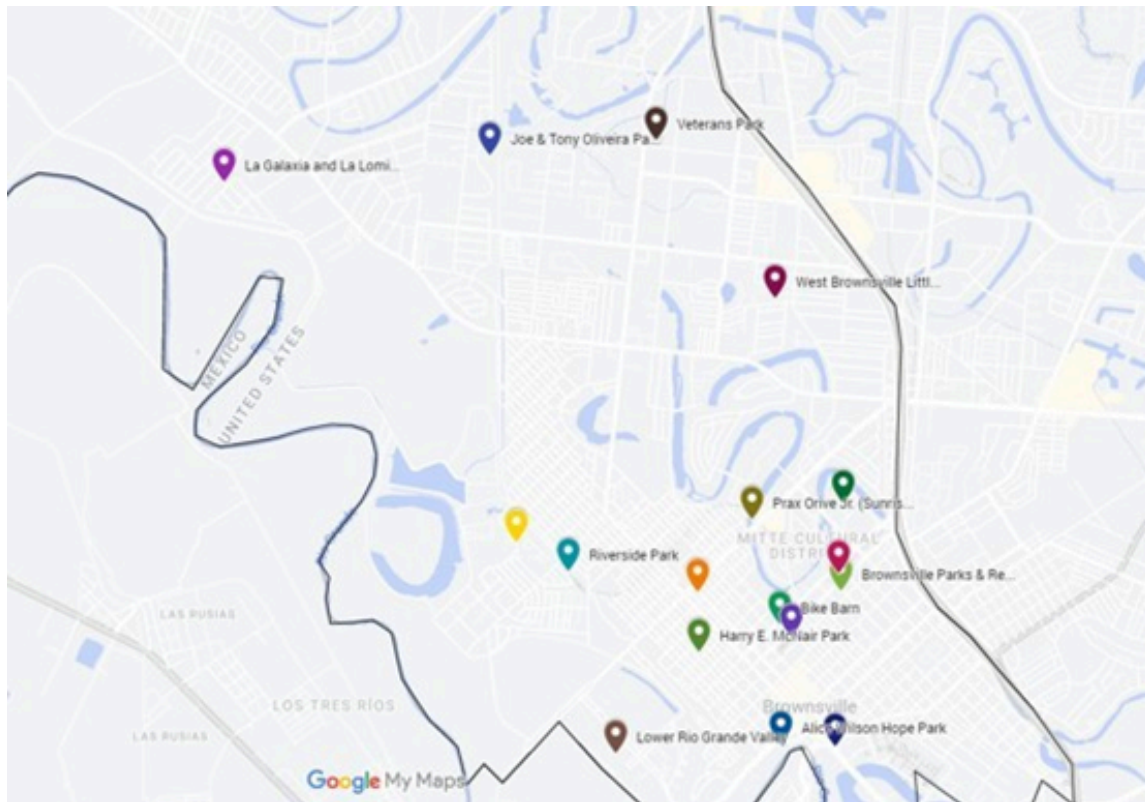 Veterans Park
Joe & Tony Oliveira Pa...
La Galaxia and La Lomi...
West Brownsville Littl...
MEXICO
UNITED STATES
Prax Orive Jr. (Sunris...
MITTE CULTURAL
DISTRI
Riverside Park
Brownsville Parks & Re...
Bike Barn
LAS RUSIAS
Harry E. McNair Park
LOS TRES RÍOS
Brownsville
Alice Wilson Hope Park
LAS RUSIAS
Lower Rio Grande Valley
Google My Maps